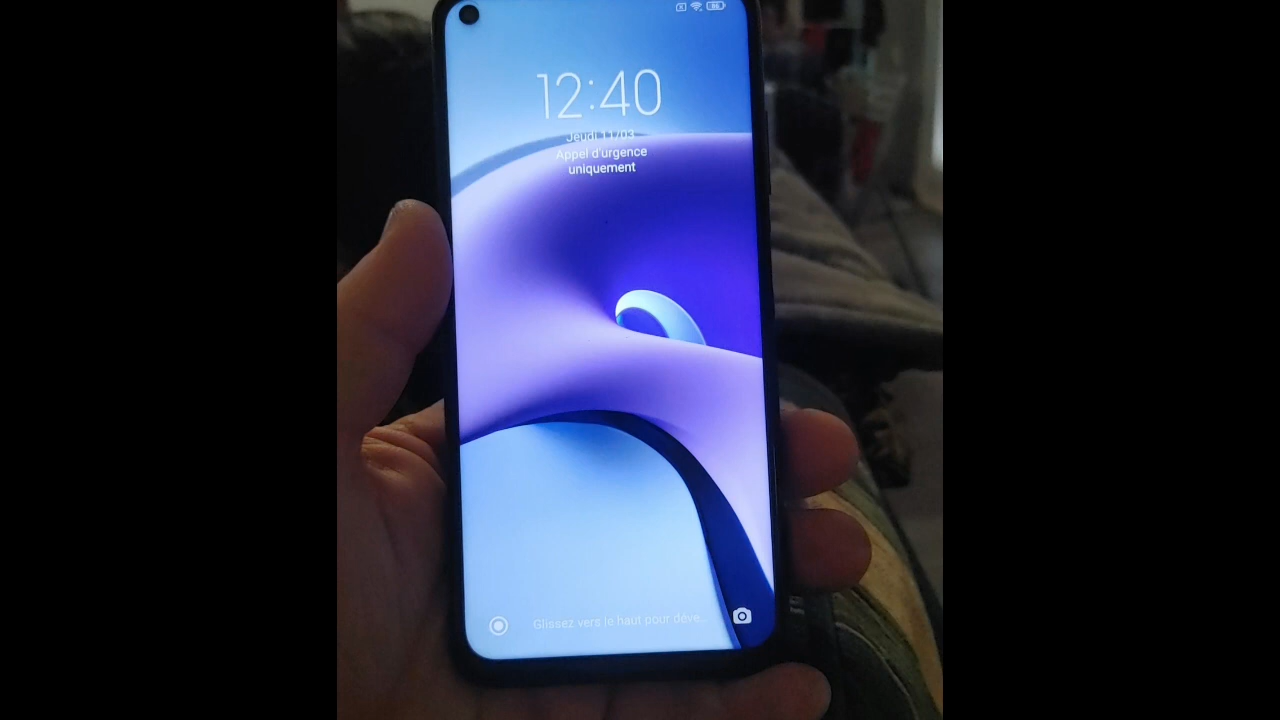 12:40
Jeudi 11/03
Appel d'urgence
uniquement
Glissez vers le haut pour déve...